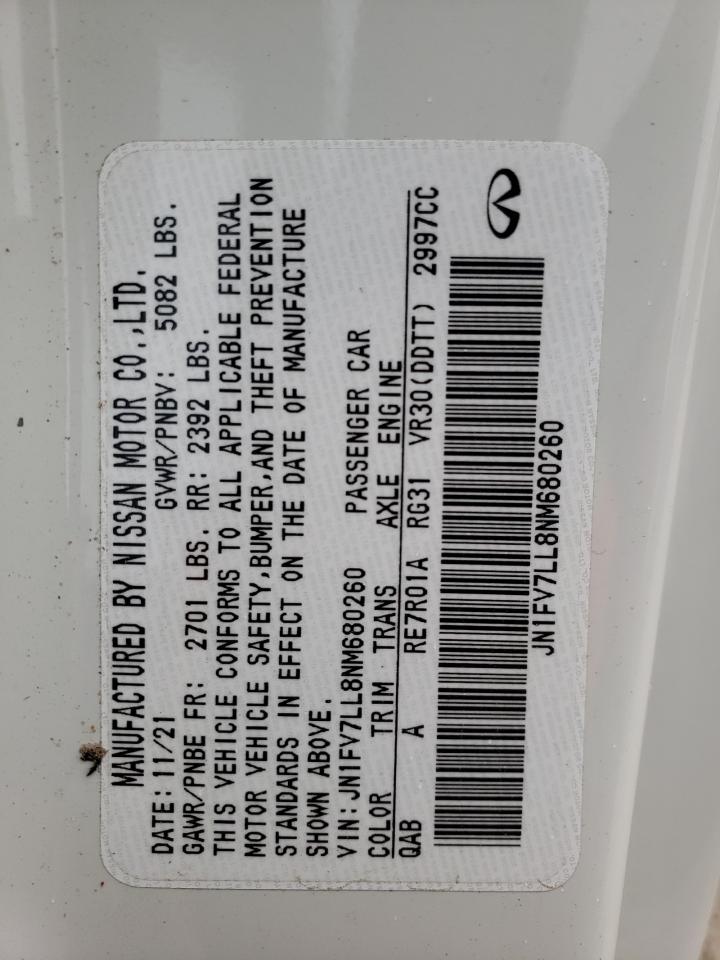 MANUFACTURED BY NISSAN MOTOR CO.,LTD.
DATE: 11/21 GVWR/PNBV: 5082 LBS.
GAWR/PNBE FR: 2701 LBS. RR: 2392 LBS.
THIS VEHICLE CONFORMS TO ALL APPLICABLE FEDERAL
MOTOR VEHICLE SAFETY,BUMPER,AND THEFT PREVENTION
STANDARDS IN EFFECT ON THE DATE OF MANUFACTURE
SHOWN ABOVE.
VIN: JN1FV7LL8NM680260 PASSENGER CAR
COLOR TRIM TRANS AXLE ENGINE
QAB A RE7R01A RG31 VR30(DDTT) 2997CC
JN1FV7LL8NM680260